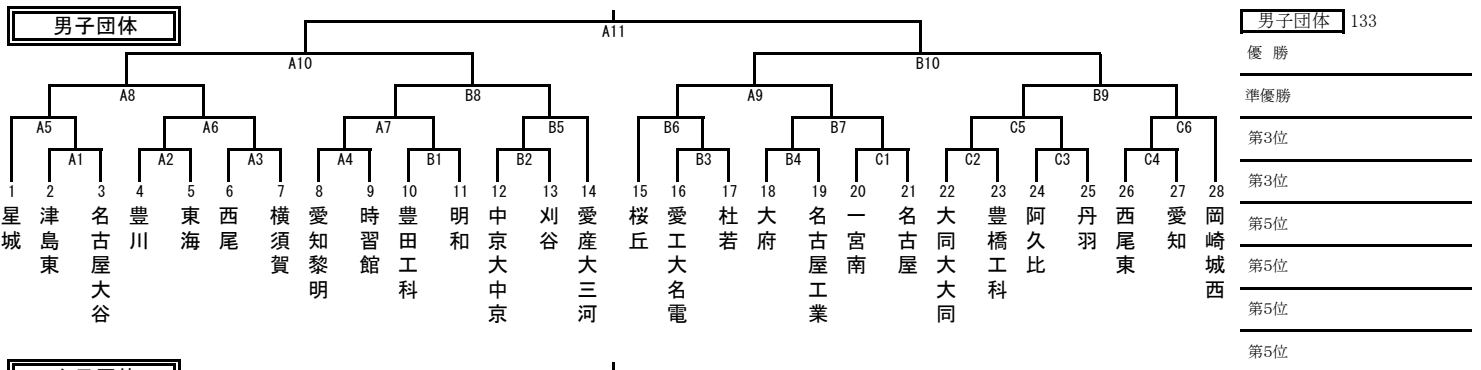 男子団体
A11
A10
B10
A8
B8
A9
B9
A5
A6
A7
B5
B6
B7
C5
C6
A1
A2
A3
A4
B1
B2
B3
B4
C1
C2
C3
C4
1 星城
2 津島東
3 名古屋大谷
4 豊川
5 東海
6 西尾
7 横須賀
8 愛知黎明
9 時習館
10 豊田工科
11 明和
12 中京大中京
13 刈谷
14 愛産大三河
15 桜丘
16 愛工大名電
17 杜若
18 大府
19 名古屋工業
20 一宮南
21 名古屋
22 大同大大同
23 豊橋工科
24 阿久比
25 丹羽
26 西尾東
27 愛知
28 岡崎城西
男子団体 133
優 勝
準優勝
第3位
第3位
第5位
第5位
第5位
第5位